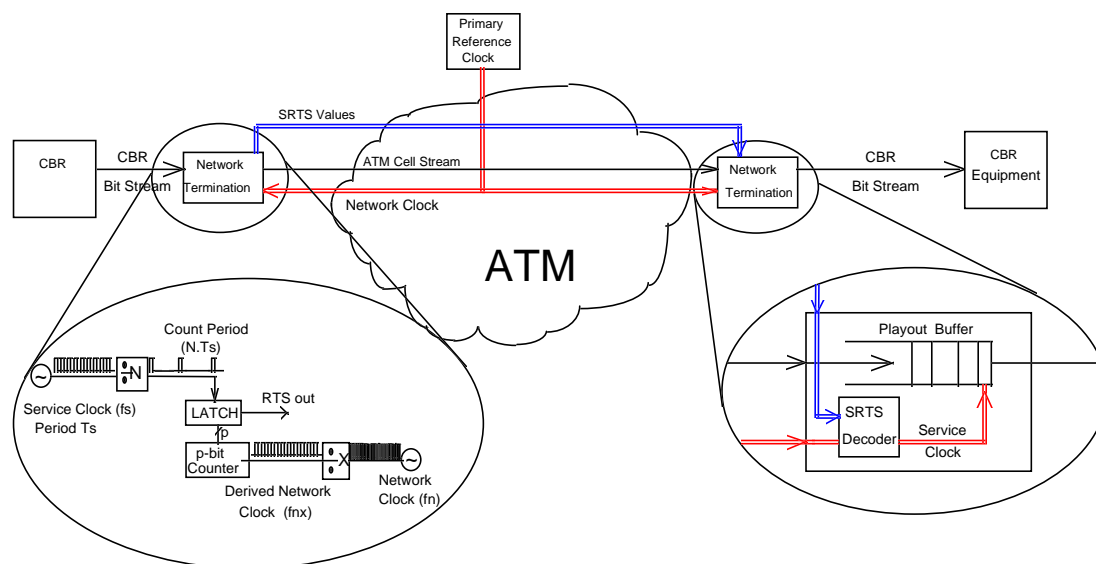 Primary
Reference
Clock
SRTS Values
CBR
CBR
Bit Stream
Network
Termination
ATM Cell Stream
Network Clock
Network
Termination
CBR
Bit Stream
CBR
Equipment
ATM
Count Period
(N.Ts)
÷N
Service Clock (fs)
Period Ts
LATCH
RTS out
p
p-bit
Counter
÷X
Derived Network
Clock (fnx)
Network
Clock (fn)
Playout Buffer
SRTS
Decoder
Service
Clock